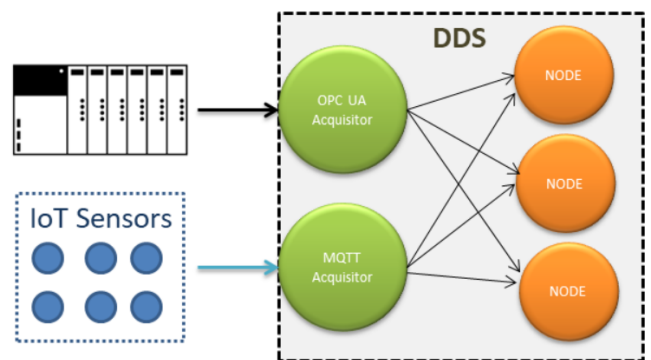 DDS
OPC UA
Acquisitor
NODE
IoT Sensors
NODE
MQTT
Acquisitor
NODE